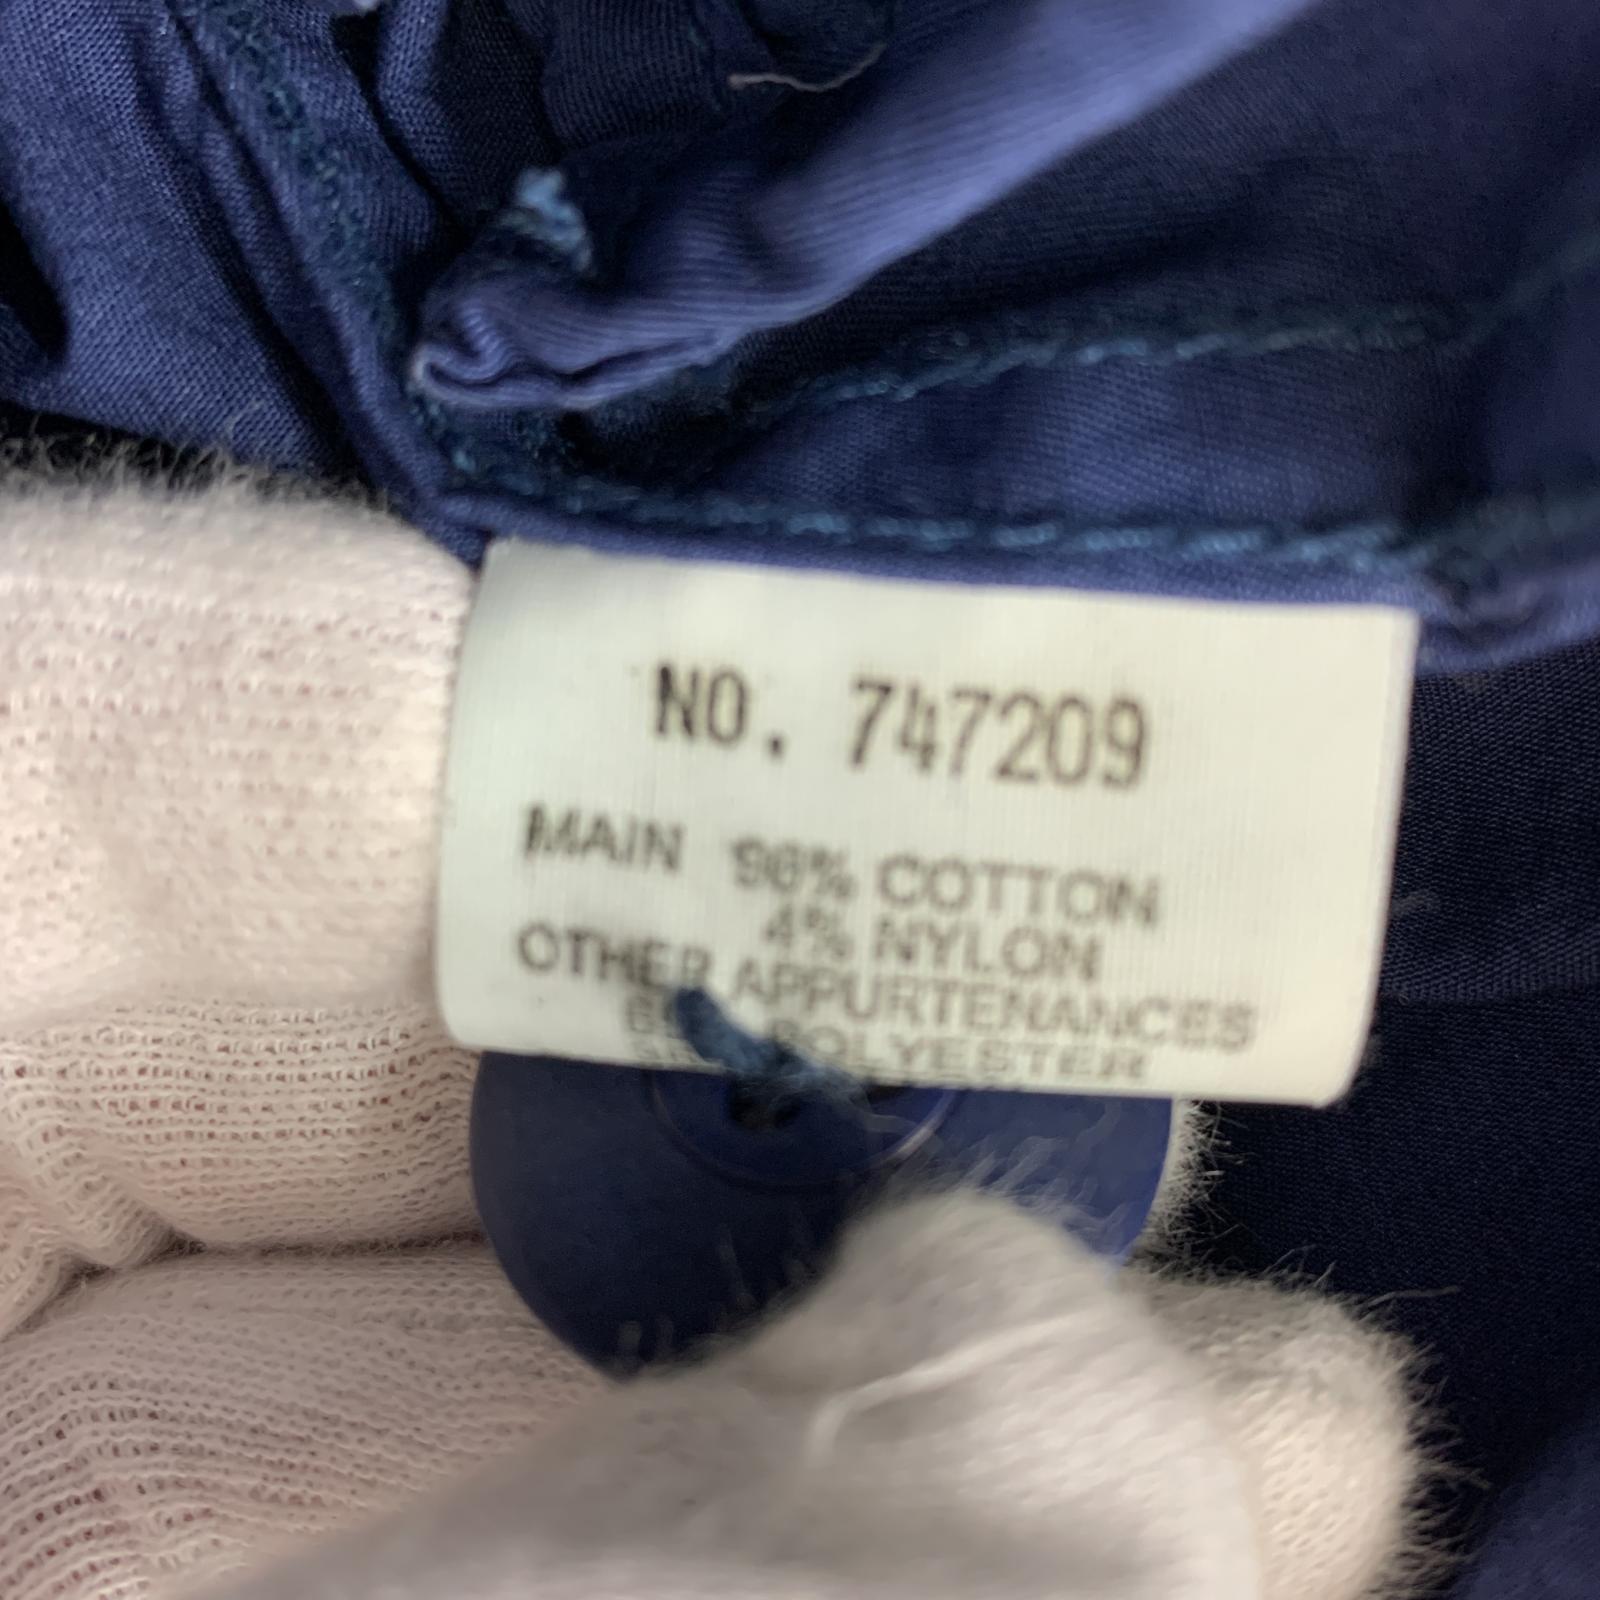 NO. 747209
MAIN 96% COTTON
4% NYLON
OTHER APPURTENANCES
POLYESTER